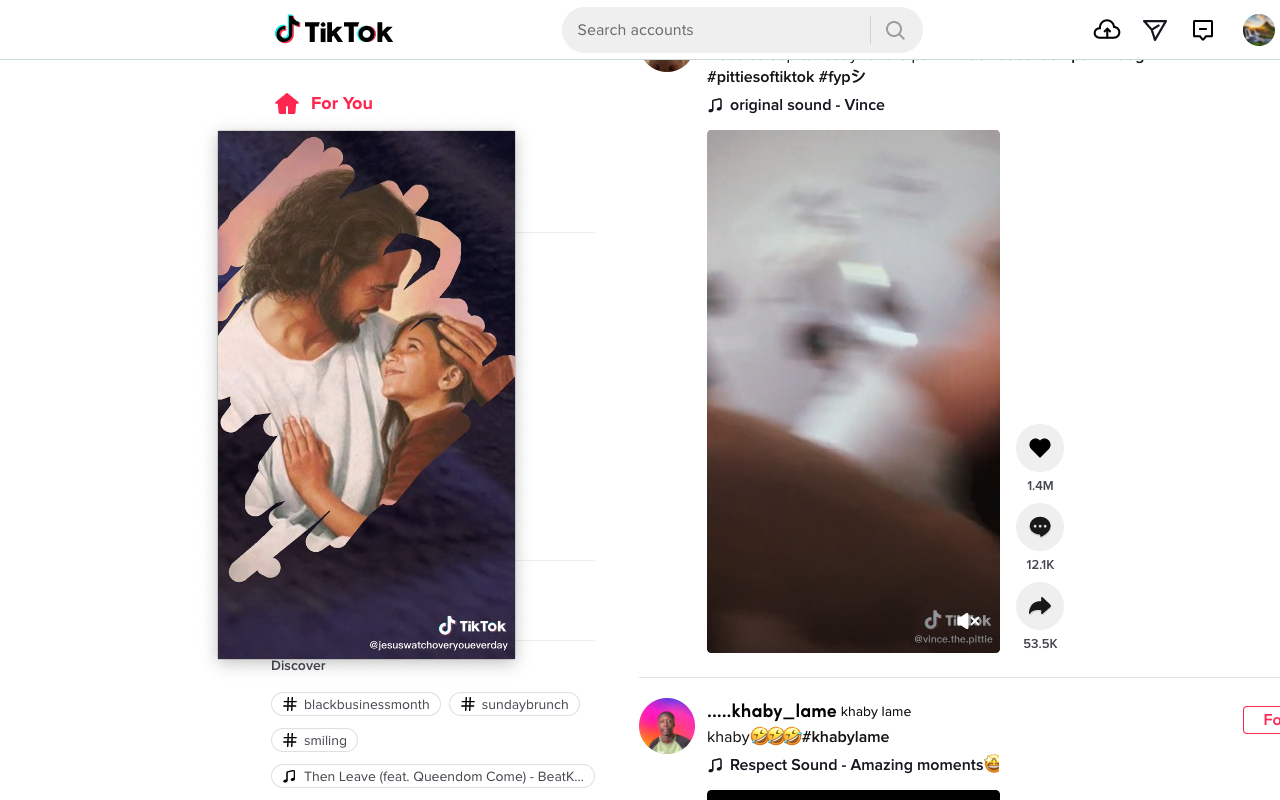 TikTok
Search accounts
#pittiesoftiktok #fypシ
original sound - Vince
For You
TikTok
@jesuswatchoveryoueverday
TikTok
@vince.the.pittie
1.4M
12.1K
53.5K
Discover
# blackbusinessmonth
# sundaybrunch
# smiling
Then Leave (feat. Queendom Come) - BeatK...
.....khaby_lame khaby lame
khaby🤣🤣🤣#khabylame
Respect Sound - Amazing moments🤩
Fo